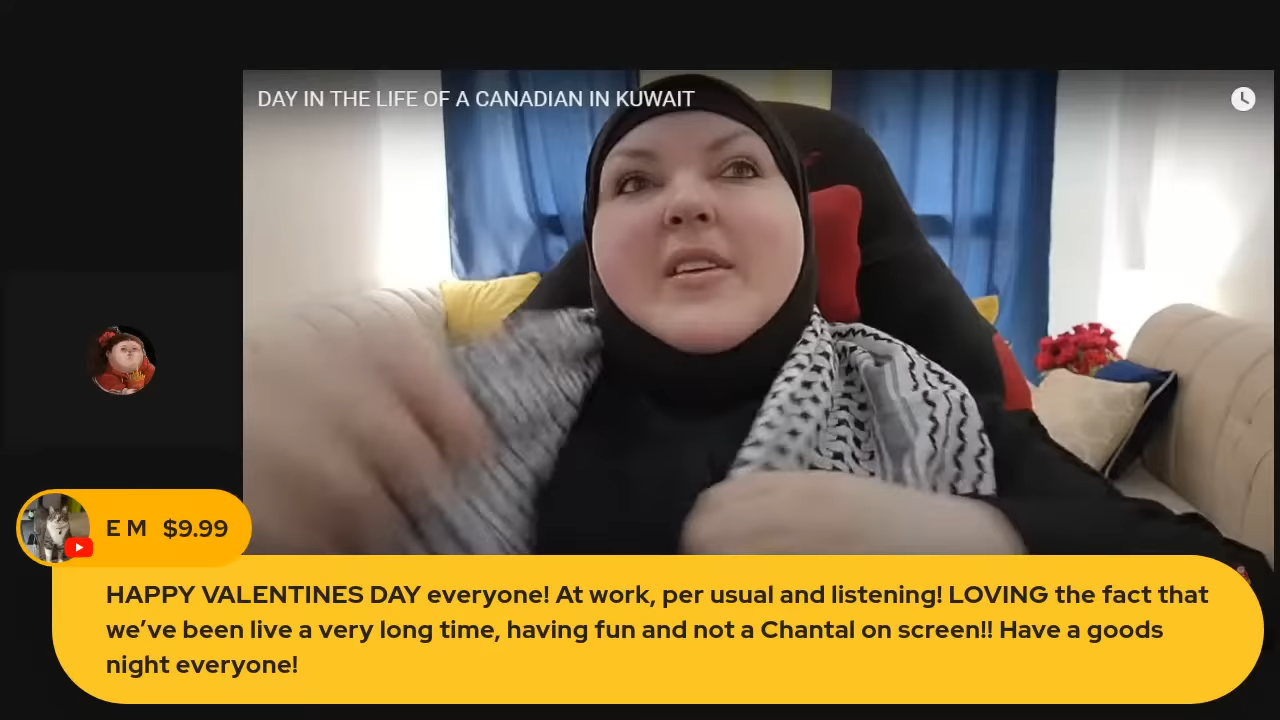 DAY IN THE LIFE OF A CANADIAN IN KUWAIT
E M $9.99
HAPPY VALENTINES DAY everyone! At work, per usual and listening! LOVING the fact that
we’ve been live a very long time, having fun and not a Chantal on screen!! Have a goods
night everyone!